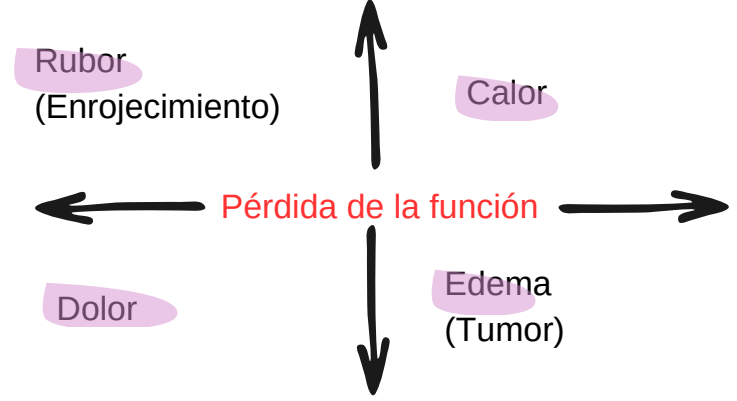 Rubor
(Enrojecimiento)
Calor
Pérdida de la función
Dolor
Edema
(Tumor)